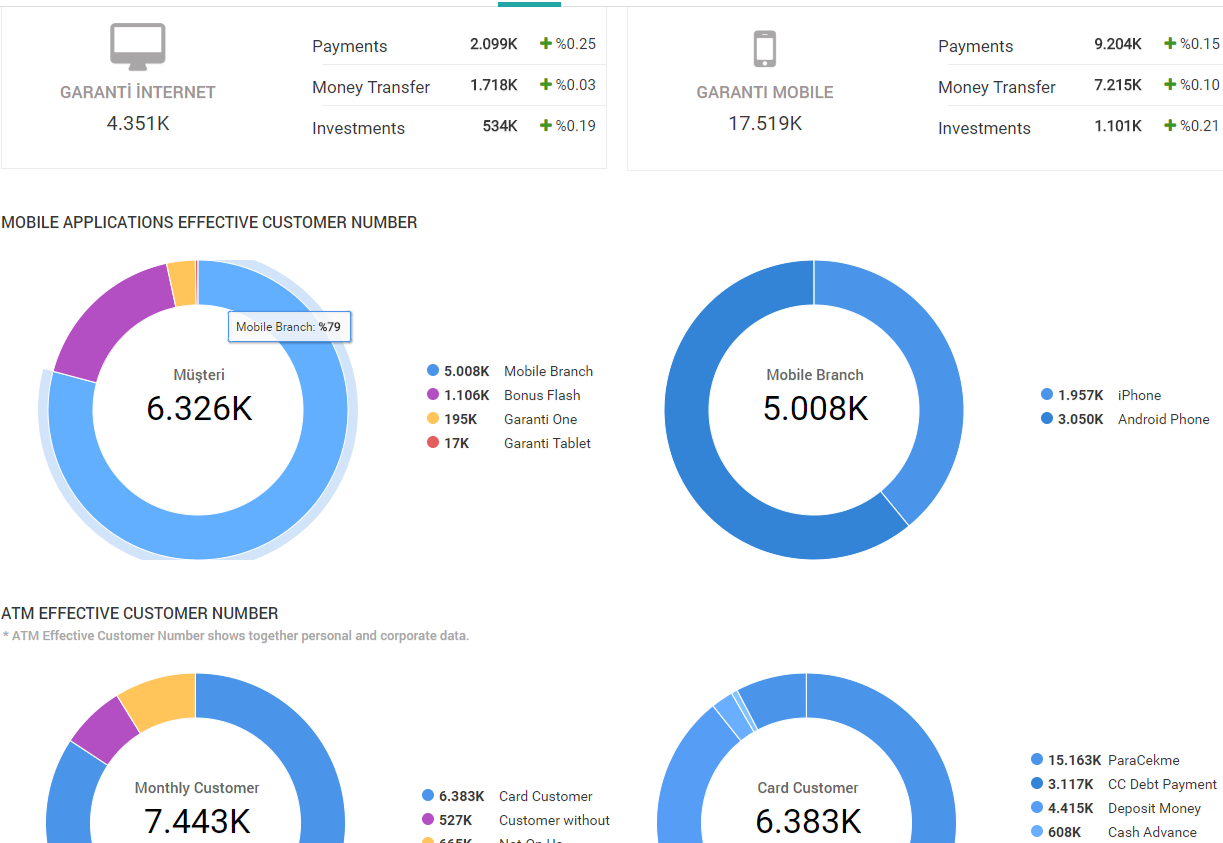 GARANTİ İNTERNET
4.351K
Payments 2.099K %0.25
Money Transfer 1.718K %0.03
Investments 534K %0.19
GARANTI MOBILE
17.519K
Payments 9.204K %0.15
Money Transfer 7.215K %0.10
Investments 1.101K %0.21
MOBILE APPLICATIONS EFFECTIVE CUSTOMER NUMBER
Mobile Branch: %79
Müşteri
6.326K
5.008K Mobile Branch
1.106K Bonus Flash
195K Garanti One
17K Garanti Tablet
Mobile Branch
5.008K
1.957K iPhone
3.050K Android Phone
ATM EFFECTIVE CUSTOMER NUMBER
* ATM Effective Customer Number shows together personal and corporate data.
Monthly Customer
7.443K
6.383K Card Customer
527K Customer without
Card Customer
6.383K
15.163K ParaCekme
3.117K CC Debt Payment
4.415K Deposit Money
608K Cash Advance